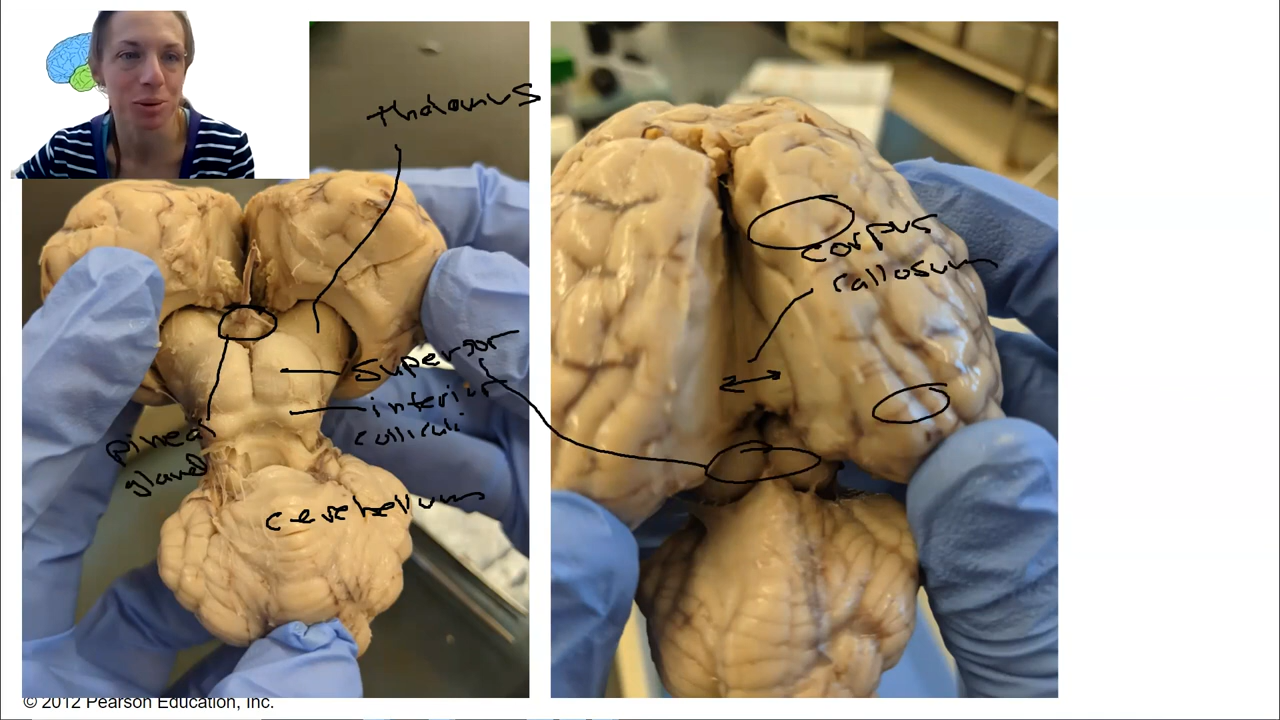 thalamus
corpus
callosum
Superior
inferior
colliculi
pineal
gland
cerebellum
© 2012 Pearson Education, Inc.